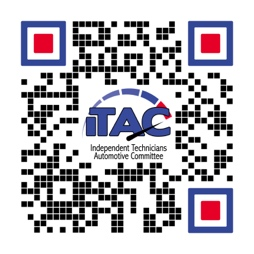 iTAC
Independent Technicians
Automotive Committee